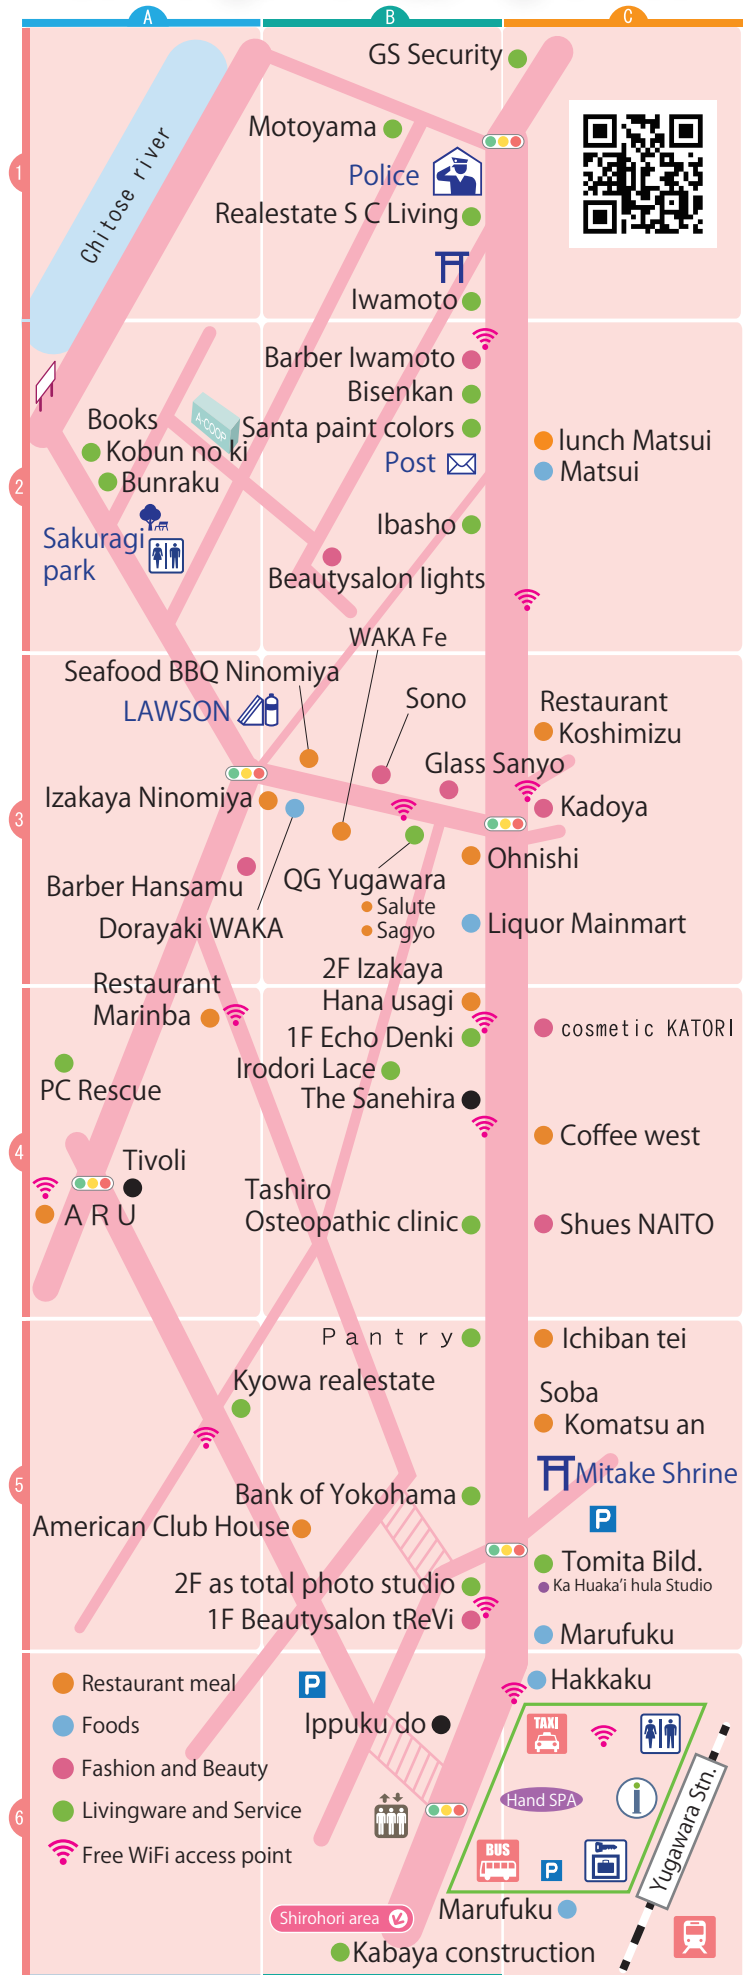 A
B
C
GS Security
Motoyama
1
Chitose river
Police
Realestate S C Living
Iwamoto
Barber Iwamoto
Bisenkan
A-COOP
Books
Santa paint colors
lunch Matsui
Kobun no ki
Post
Matsui
Bunraku
2
Ibasho
Sakuragi
park
Beautysalon lights
WAKA Fe
Seafood BBQ Ninomiya
LAWSON
Sono
Restaurant
Koshimizu
Glass Sanyo
Izakaya Ninomiya
Kadoya
3
Ohnishi
Barber Hansamu
QG Yugawara
Salute
Sagyo
Dorayaki WAKA
Liquor Mainmart
2F Izakaya
Hana usagi
Restaurant
Marinba
1F Echo Denki
cosmetic KATORI
Irodori Lace
PC Rescue
The Sanehira
Coffee west
4
Tivoli
Tashiro
Osteopathic clinic
ARU
Shues NAITO
Pantry
Ichiban tei
Kyowa realestate
Soba
Komatsu an
Mitake Shrine
5
Bank of Yokohama
P
American Club House
Tomita Bild.
Ka Huaka'i hula Studio
2F as total photo studio
1F Beautysalon tReVi
Marufuku
Hakkaku
Restaurant meal
P
Foods
Ippuku do
TAXI
Fashion and Beauty
Hand SPA
i
Livingware and Service
6
Free WiFi access point
BUS
P
Yugawara Stn.
Shirohori area
Marufuku
Kabaya construction